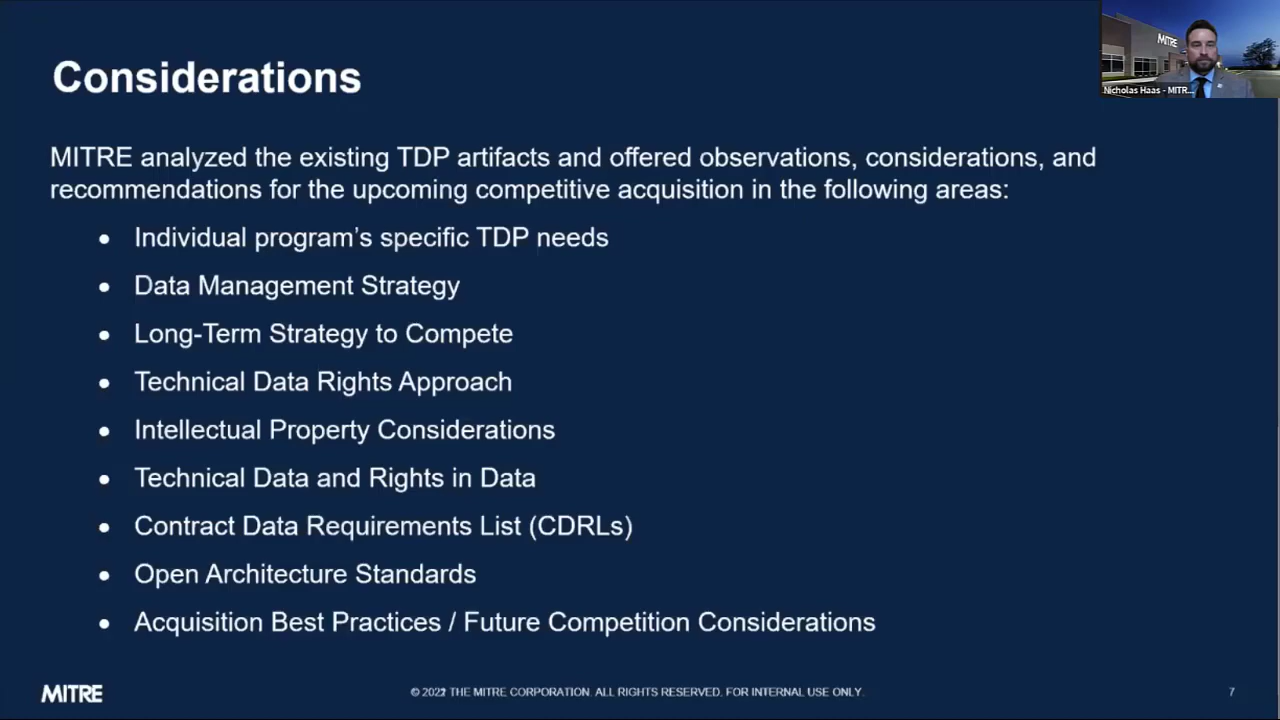 MITRE
Nicholas Haas - MITR...
Considerations
MITRE analyzed the existing TDP artifacts and offered observations, considerations, and
recommendations for the upcoming competitive acquisition in the following areas:
• Individual program's specific TDP needs
• Data Management Strategy
• Long-Term Strategy to Compete
• Technical Data Rights Approach
• Intellectual Property Considerations
• Technical Data and Rights in Data
• Contract Data Requirements List (CDRLs)
• Open Architecture Standards
• Acquisition Best Practices / Future Competition Considerations
MITRE
© 2022 THE MITRE CORPORATION. ALL RIGHTS RESERVED. FOR INTERNAL USE ONLY.
7